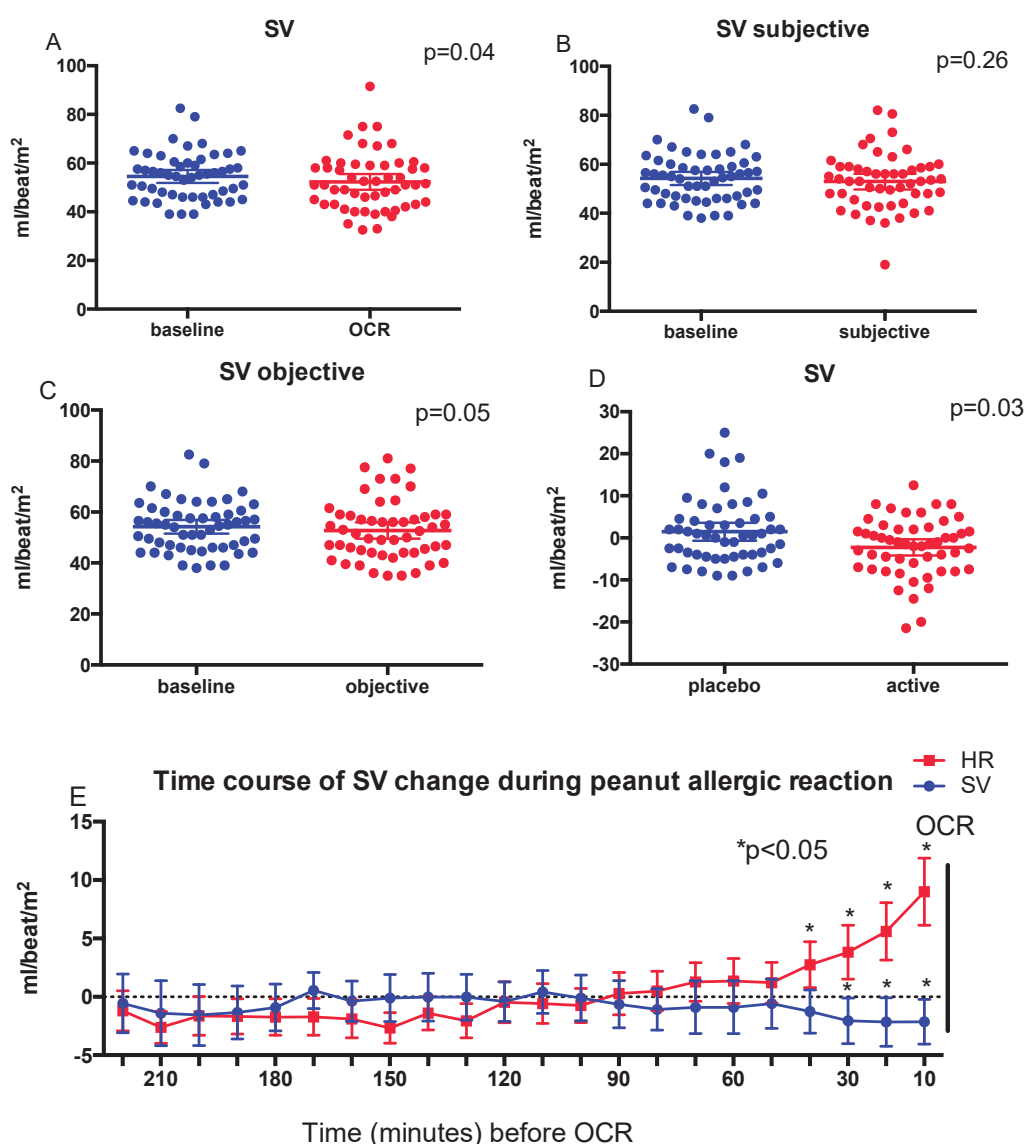 A
SV
p=0.04
100
80
60
40
20
0
ml/beat/m²
baseline OCR
B
SV subjective
p=0.26
100
80
60
40
20
0
ml/beat/m²
baseline subjective
C
SV objective
p=0.05
100
80
60
40
20
0
ml/beat/m²
baseline objective
D
SV
p=0.03
30
20
10
0
-10
-20
-30
ml/beat/m²
placebo active
E
Time course of SV change during peanut allergic reaction
HR
SV
OCR
*p<0.05
15
10
5
0
-5
ml/beat/m²
* * * *
* * *
210 180 150 120 90 60 30 10
Time (minutes) before OCR